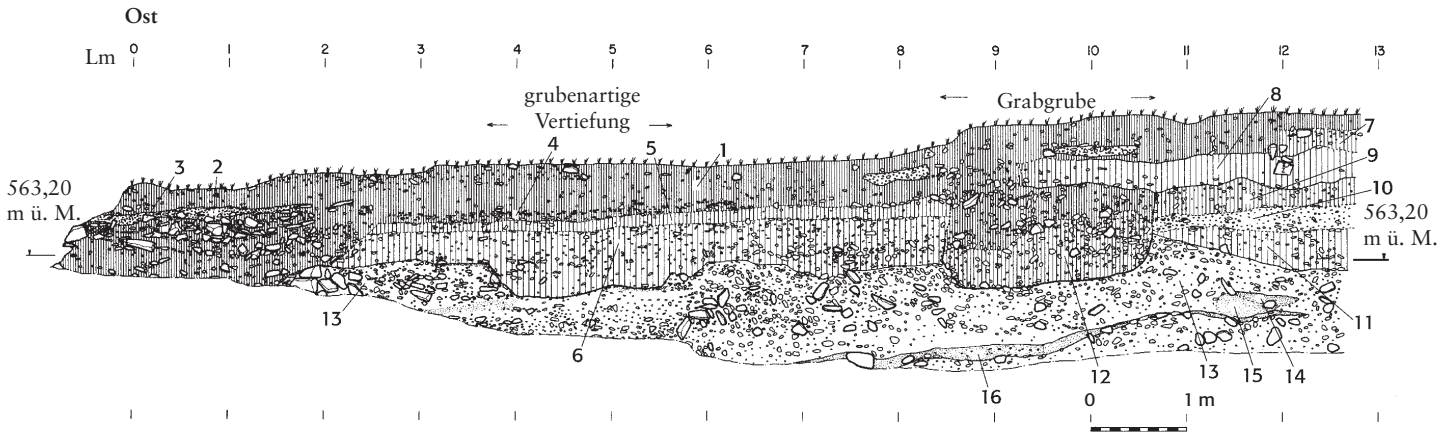 Ost
Lm 0 1 2 3 4 5 6 7 8 9 10 11 12 13
grubenartige
Vertiefung
Grabgrube
3 2 4 5 1 8
7
9
10
563,20
m ü. M.
563,20
m ü. M.
13
6
11
16 12 13 15 14
0 1 m